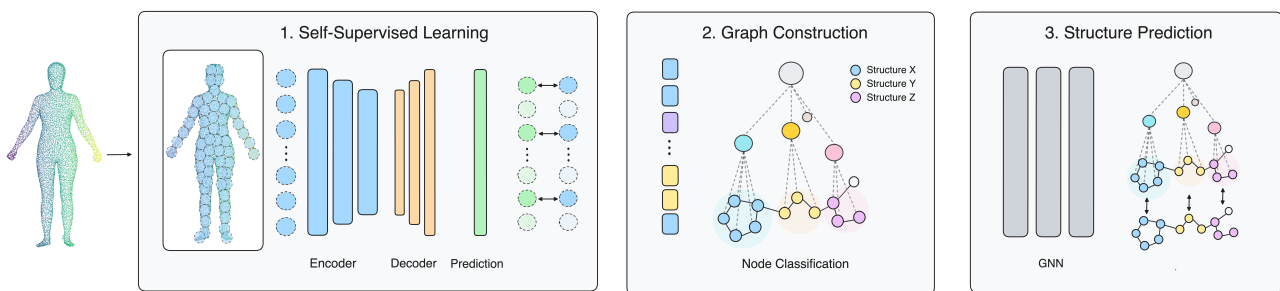 1. Self-Supervised Learning
Encoder
Decoder
Prediction
2. Graph Construction
Structure X
Structure Y
Structure Z
Node Classification
3. Structure Prediction
GNN